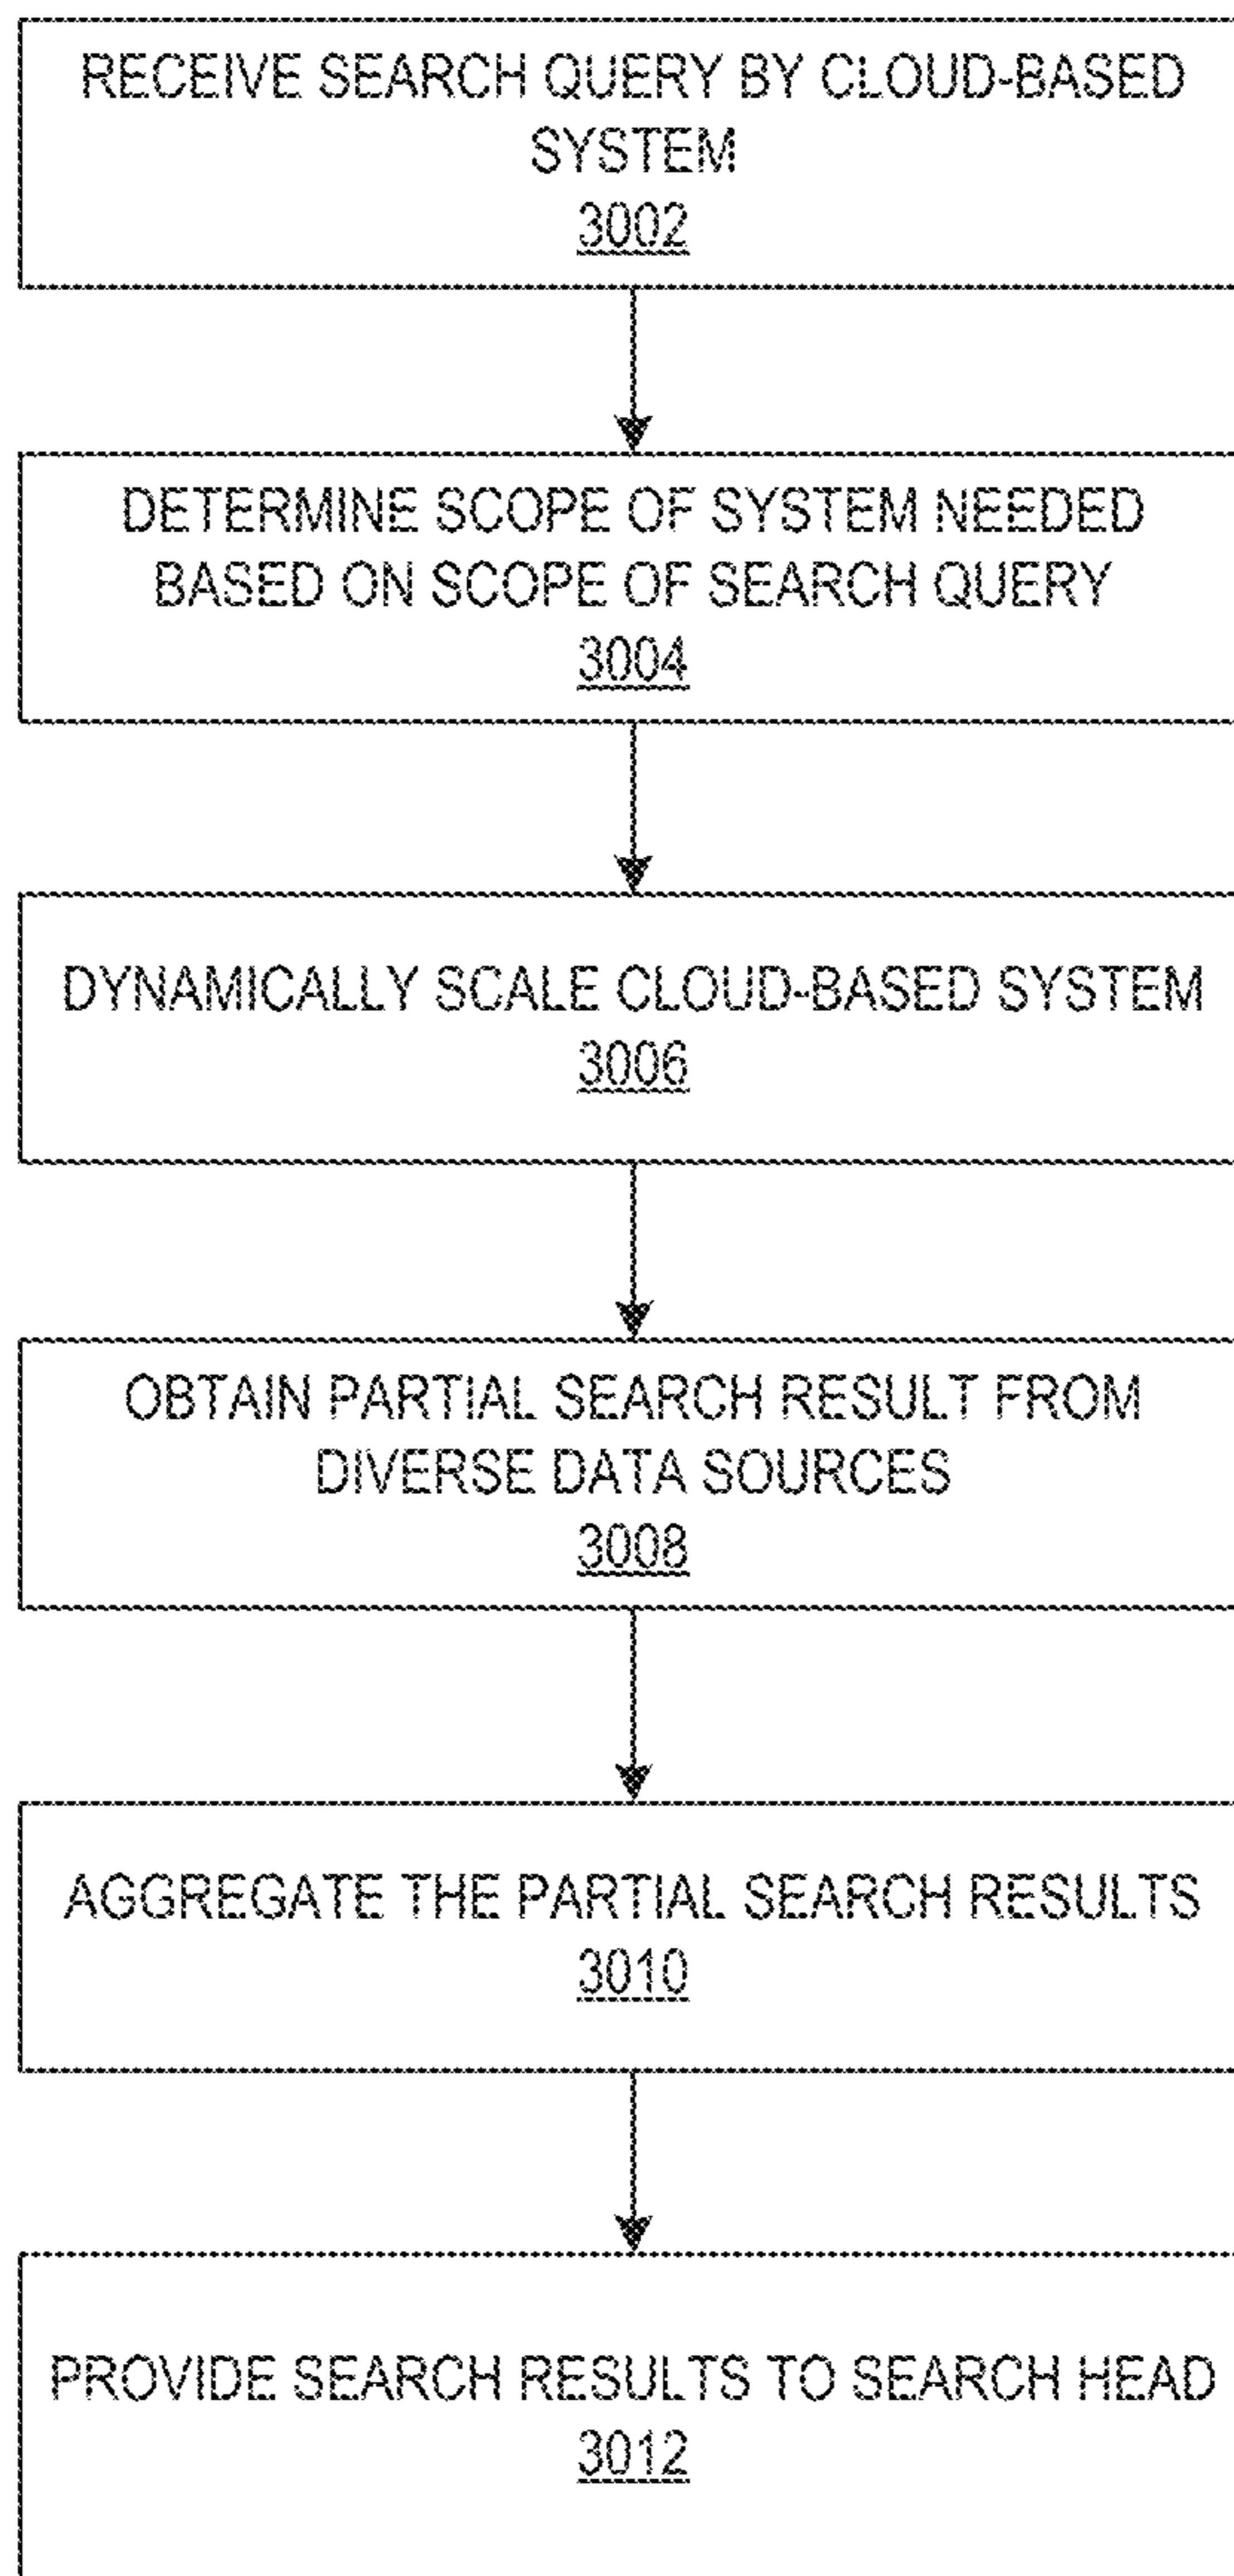 RECEIVE SEARCH QUERY BY CLOUD-BASED
SYSTEM
3002
DETERMINE SCOPE OF SYSTEM NEEDED
BASED ON SCOPE OF SEARCH QUERY
3004
DYNAMICALLY SCALE CLOUD-BASED SYSTEM
3006
OBTAIN PARTIAL SEARCH RESULT FROM
DIVERSE DATA SOURCES
3008
AGGREGATE THE PARTIAL SEARCH RESULTS
3010
PROVIDE SEARCH RESULTS TO SEARCH HEAD
3012